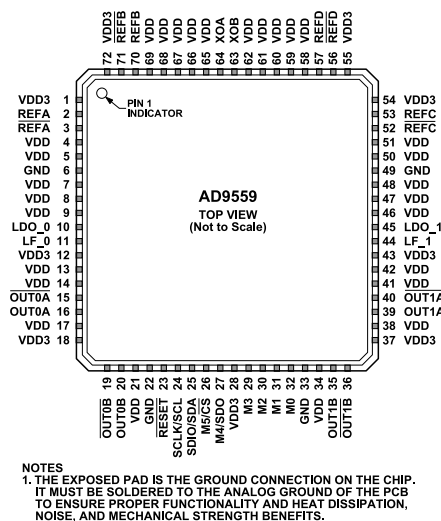 72 VDD3
71 REFB
70 REFB
69 VDD
68 VDD
67 VDD
66 VDD
65 VDD
64 XOA
63 XOB
62 VDD
61 VDD
60 VDD
59 VDD
58 VDD
57 REFD
56 REFD
55 VDD3
VDD3 1
REFA 2
REFA 3
VDD 4
VDD 5
GND 6
VDD 7
VDD 8
VDD 9
LDO_0 10
LF_0 11
VDD3 12
VDD 13
VDD 14
OUT0A 15
OUT0A 16
VDD 17
VDD3 18
PIN 1
INDICATOR
AD9559
TOP VIEW
(Not to Scale)
54 VDD3
53 REFC
52 REFC
51 VDD
50 VDD
49 GND
48 VDD
47 VDD
46 VDD
45 LDO_1
44 LF_1
43 VDD3
42 VDD
41 VDD
40 OUT1A
39 OUT1A
38 VDD
37 VDD3
OUT0B 19
OUT0B 20
VDD 21
GND 22
RESET 23
SCLK/SCL 24
SDIO/SDA 25
M5/CS 26
M4/SDO 27
VDD3 28
M3 29
M2 30
M1 31
M0 32
GND 33
VDD 34
OUT1B 35
OUT1B 36
NOTES
1. THE EXPOSED PAD IS THE GROUND CONNECTION ON THE CHIP.
IT MUST BE SOLDERED TO THE ANALOG GROUND OF THE PCB
TO ENSURE PROPER FUNCTIONALITY AND HEAT DISSIPATION,
NOISE, AND MECHANICAL STRENGTH BENEFITS.